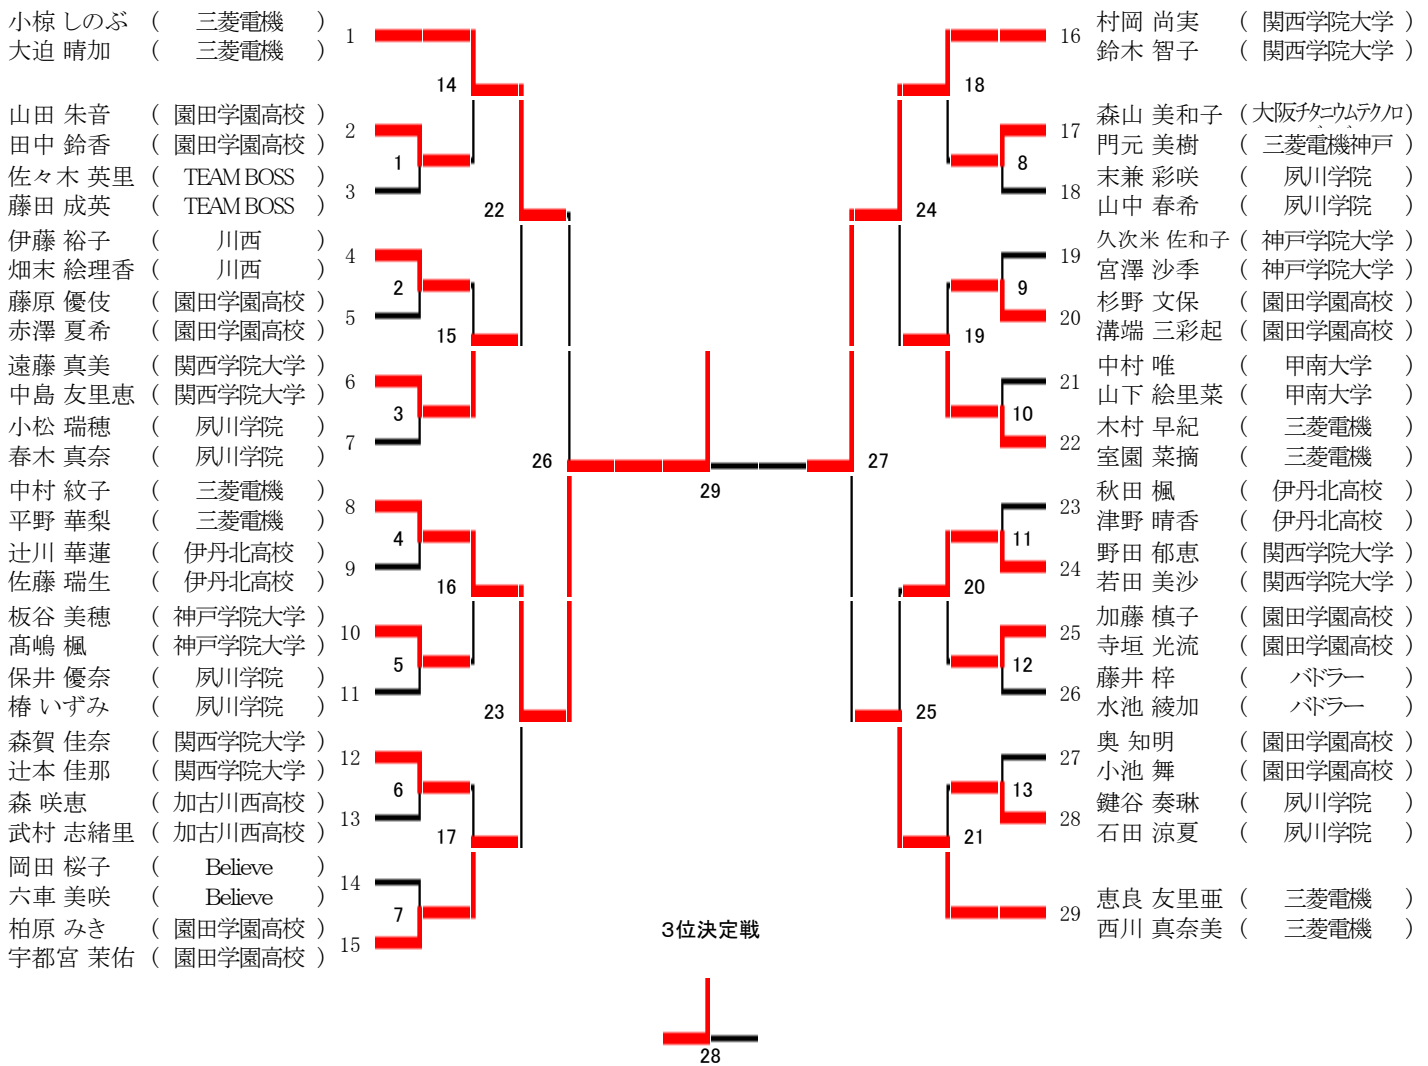 小椋 しのぶ ( 三菱電機 ) 1
大迫 晴加 ( 三菱電機 )
山田 朱音 ( 園田学園高校 ) 2
田中 鈴香 ( 園田学園高校 )
佐々木 英里 ( TEAM BOSS ) 3
藤田 成英 ( TEAM BOSS )
伊藤 裕子 ( 川西 ) 4
畑末 絵理香 ( 川西 )
藤原 優伎 ( 園田学園高校 ) 5
赤澤 夏希 ( 園田学園高校 )
遠藤 真美 ( 関西学院大学 ) 6
中島 友里恵 ( 関西学院大学 )
小松 瑞穂 ( 夙川学院 ) 7
春木 真奈 ( 夙川学院 )
中村 紋子 ( 三菱電機 ) 8
平野 華梨 ( 三菱電機 )
辻川 華蓮 ( 伊丹北高校 ) 9
佐藤 瑞生 ( 伊丹北高校 )
板谷 美穂 ( 神戸学院大学 ) 10
髙嶋 楓 ( 神戸学院大学 )
保井 優奈 ( 夙川学院 ) 11
椿 いずみ ( 夙川学院 )
森賀 佳奈 ( 関西学院大学 ) 12
辻本 佳那 ( 関西学院大学 )
森 咲恵 ( 加古川西高校 ) 13
武村 志緒里 ( 加古川西高校 )
岡田 桜子 ( Believe ) 14
六車 美咲 ( Believe )
柏原 みき ( 園田学園高校 ) 15
宇都宮 茉佑 ( 園田学園高校 )
14
1
22
2
15
3
26
4
16
5
23
6
17
7
29
3位決定戦
28
18
8
24
9
19
10
27
11
20
12
25
13
21
16 村岡 尚実 ( 関西学院大学 )
鈴木 智子 ( 関西学院大学 )
17 森山 美和子 ( 大阪チタニウムテクノロ )
門元 美樹 ( 三菱電機神戸 )
18 末兼 彩咲 ( 夙川学院 )
山中 春希 ( 夙川学院 )
19 久次米 佐和子 ( 神戸学院大学 )
宮澤 沙季 ( 神戸学院大学 )
20 杉野 文保 ( 園田学園高校 )
溝端 三彩起 ( 園田学園高校 )
21 中村 唯 ( 甲南大学 )
山下 絵里菜 ( 甲南大学 )
22 木村 早紀 ( 三菱電機 )
室園 菜摘 ( 三菱電機 )
23 秋田 楓 ( 伊丹北高校 )
津野 晴香 ( 伊丹北高校 )
24 野田 郁恵 ( 関西学院大学 )
若田 美沙 ( 関西学院大学 )
25 加藤 槙子 ( 園田学園高校 )
寺垣 光流 ( 園田学園高校 )
26 藤井 梓 ( バドラー )
水池 綾加 ( バドラー )
27 奥 知明 ( 園田学園高校 )
小池 舞 ( 園田学園高校 )
28 鍵谷 奏琳 ( 夙川学院 )
石田 涼夏 ( 夙川学院 )
29 恵良 友里亜 ( 三菱電機 )
西川 真奈美 ( 三菱電機 )